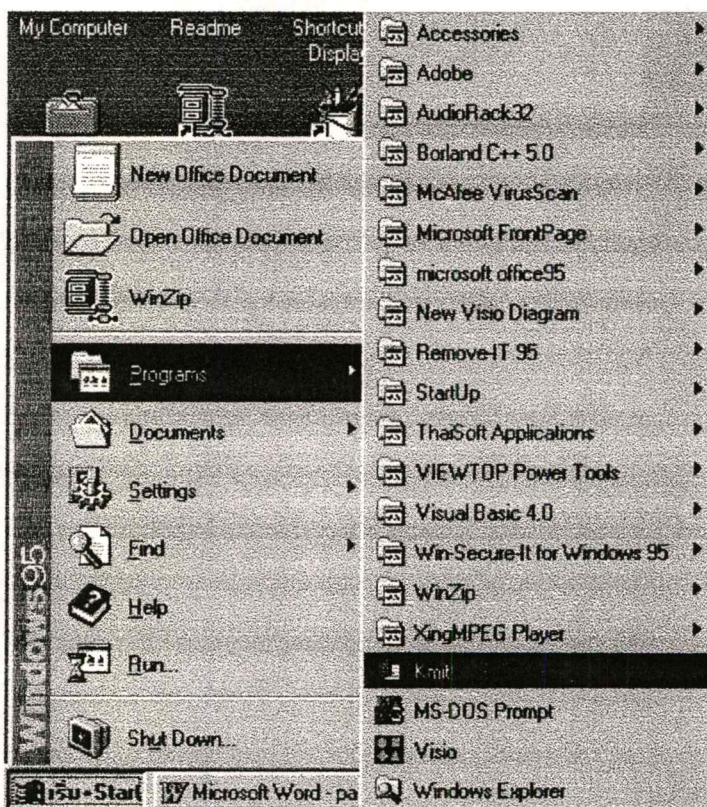 My Computer
Readme
Shortcut
Display
New Office Document
Open Office Document
WinZip
Programs
Documents
Settings
Find
Help
Run...
Shut Down...
Windows95
เริ่ม-Start
Microsoft Word - pa
Accessories
Adobe
AudioRack32
Borland C++ 5.0
McAfee VirusScan
Microsoft FrontPage
microsoft office95
New Visio Diagram
Remove-IT 95
StartUp
ThaiSoft Applications
VIEWTOP Power Tools
Visual Basic 4.0
Win-Secure-It for Windows 95
WinZip
XingMPEG Player
Kmitl
MS-DOS Prompt
Visio
Windows Explorer